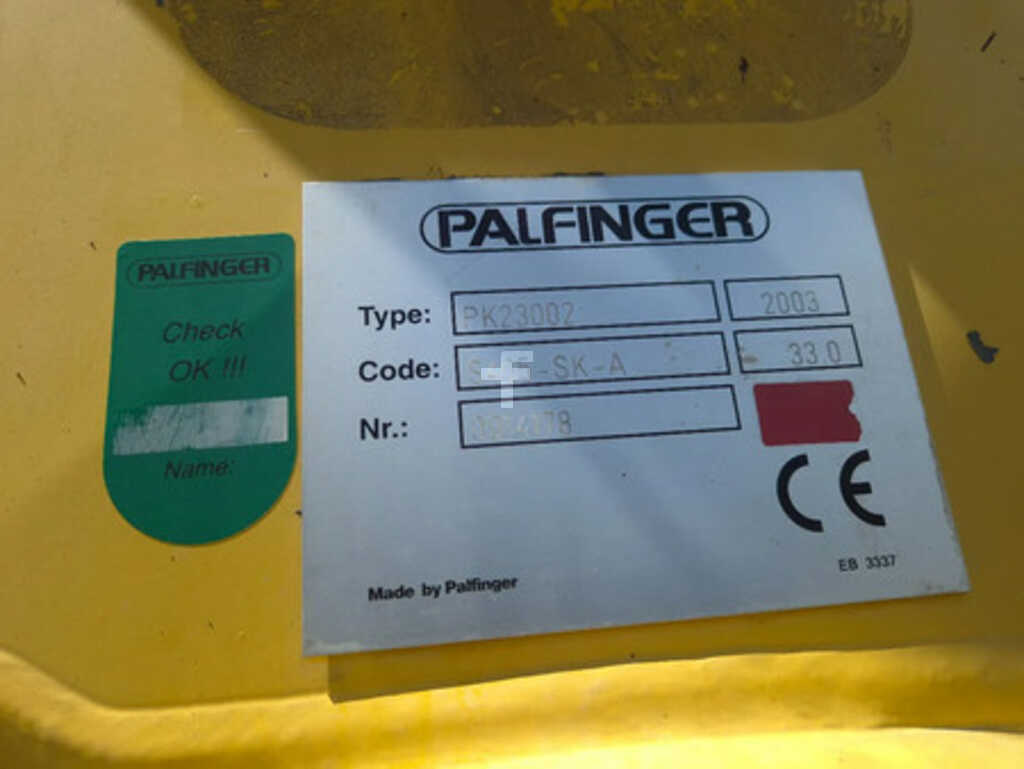 PALFINGER
Check
OK !!!
Name:
PALFINGER
Type: PK23002 2003
Code: -SK-A 33.0
Nr.:
CE
Made by Palfinger
EB 3337